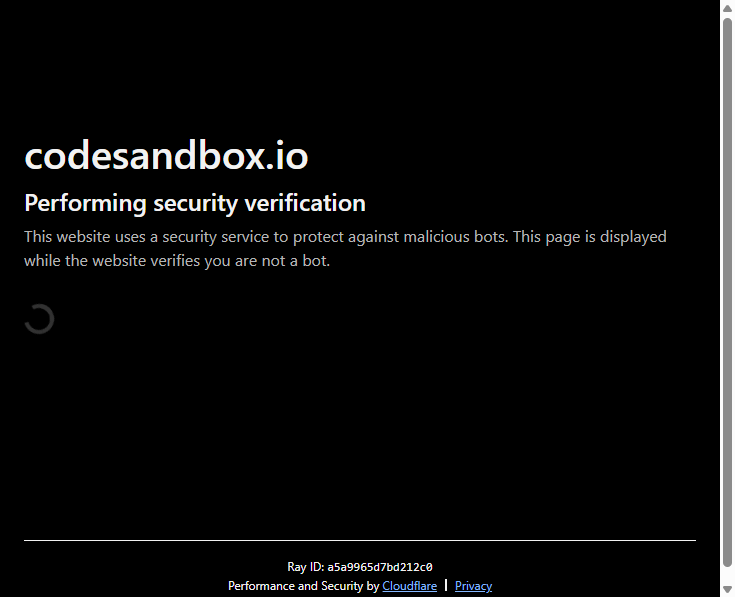 codesandbox.io
Performing security verification
This website uses a security service to protect against malicious bots. This page is displayed
while the website verifies you are not a bot.
Ray ID: a5a9965d7bd212c0
Performance and Security by Cloudflare | Privacy